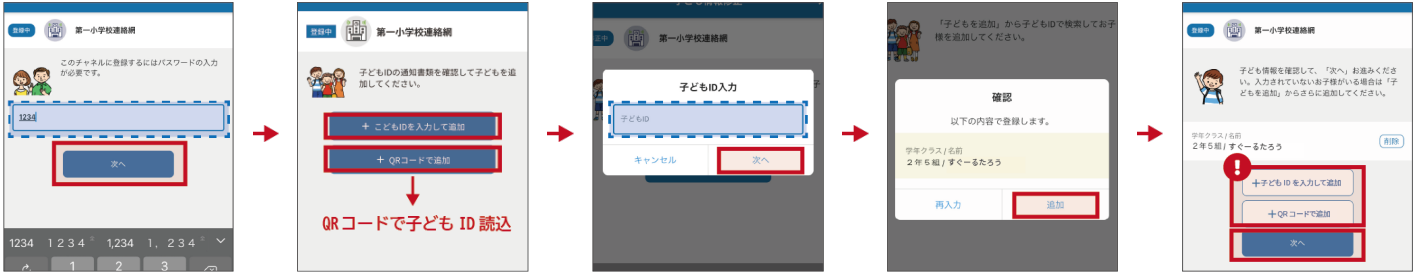 登録中 第一小学校連絡網
このチャネルに登録するにはパスワードの入力
が必要です。
1234
次へ
1234 1 2 3 4 1,234 1, 2 3 4
1 2 3
登録中 第一小学校連絡網
子どもIDの通知書類を確認して子どもを追
加してください。
+ こどもIDを入力して追加
+ QRコードで追加
QRコードで子ども ID 読込
第一小学校連絡網
子どもID入力
子どもID
キャンセル 次へ
「子どもを追加」から子どもIDで検索してお子
様を追加してください。
確認
以下の内容で登録します。
学年クラス/名前
2年5組/すぐーるたろう
再入力 追加
登録中 第一小学校連絡網
子ども情報を確認して、「次へ」お進みくださ
い。入力されていないお子様がいる場合は「子
どもを追加」からさらに追加してください。
学年クラス/名前
2年5組/すぐーるたろう
削除
!
+子ども ID を入力して追加
+QR コードで追加
次へ